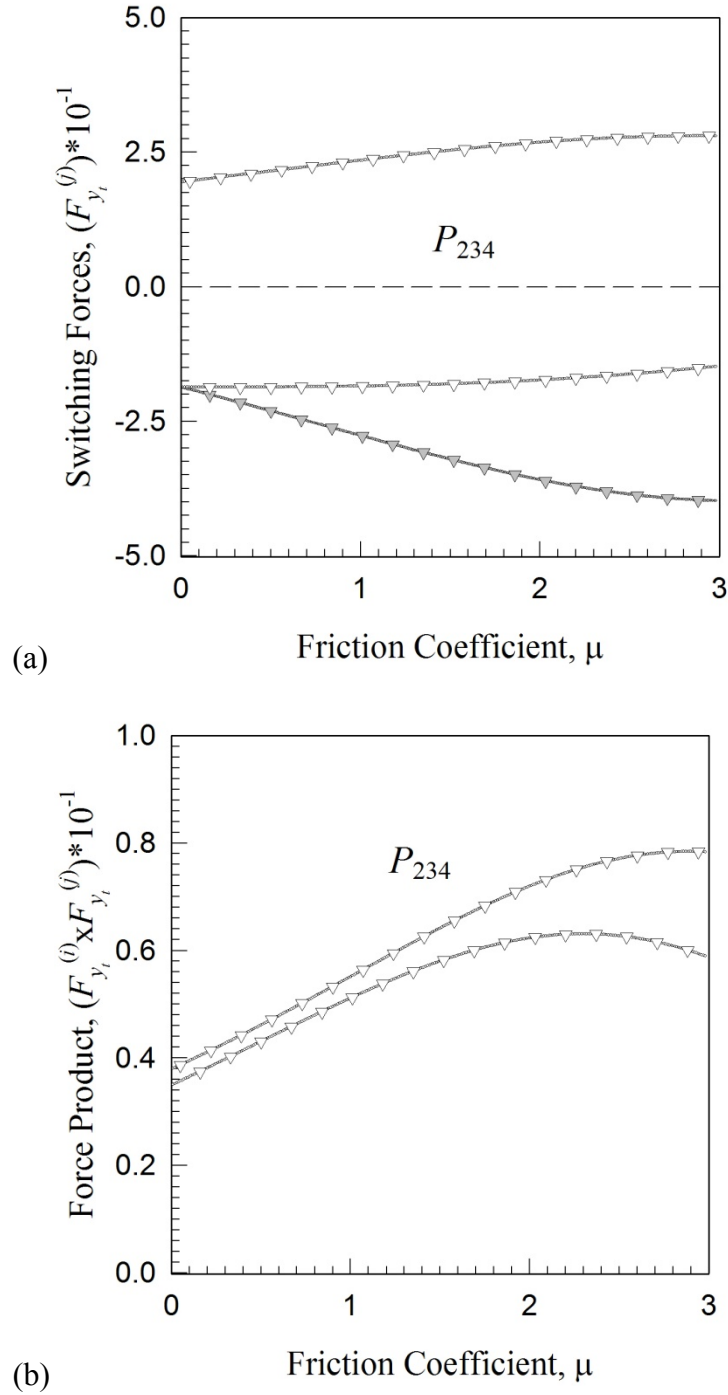 5.0
Switching Forces, (F_{y_t}^{(j)})*10^{-1}
2.5
P_{234}
0.0
-2.5
-5.0
0 1 2 3
Friction Coefficient, μ
(a)
1.0
Force Product, (F_{y_t}^{(i)}xF_{y_t}^{(j)})*10^{-1}
0.8
P_{234}
0.6
0.4
0.2
0.0
0 1 2 3
Friction Coefficient, μ
(b)